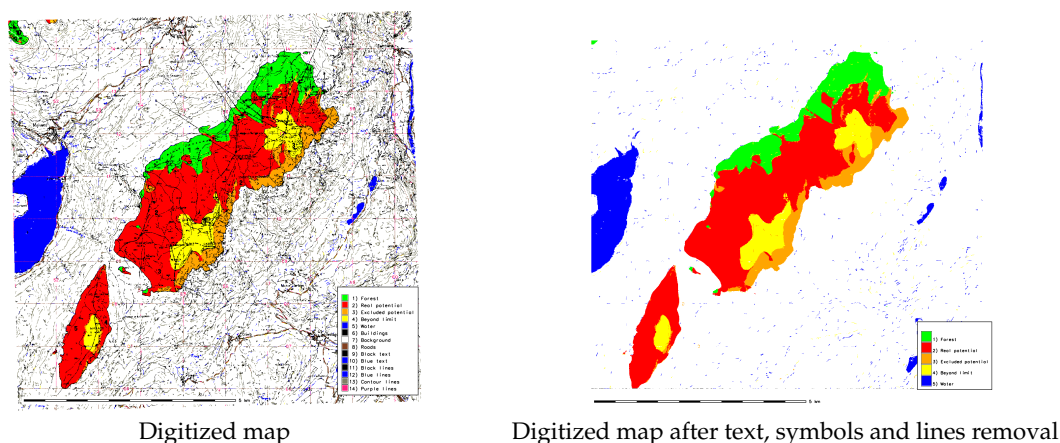 1) Forest
2) Real potential
3) Excluded potential
4) Beyond limit
5) Water
6) Buildings
7) Background
8) Roads
9) Black text
10) Blue text
11) Black lines
12) Blue lines
13) Contour lines
14) Purple lines
5 km
Digitized map
1) Forest
2) Real potential
3) Excluded potential
4) Beyond limit
5) Water
5 km
Digitized map after text, symbols and lines removal